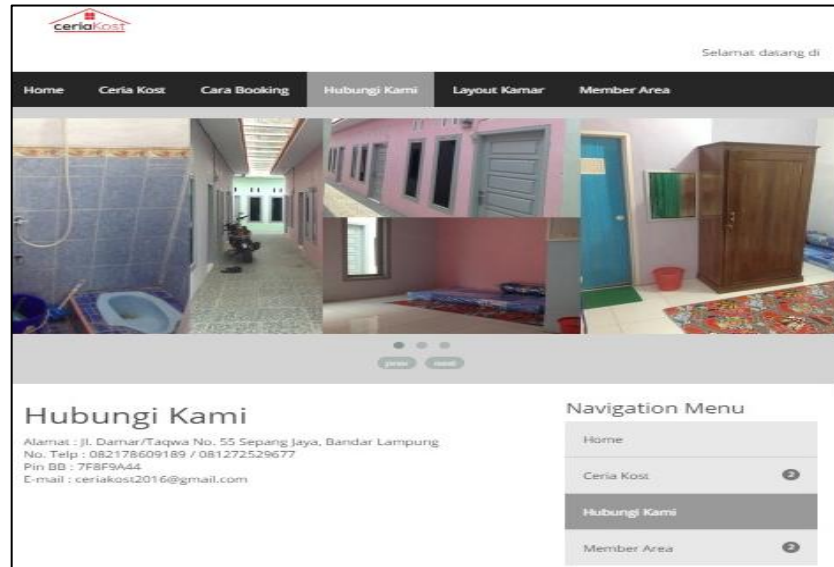 ceriaKost
Selamat datang di
Home Ceria Kost Cara Booking Hubungi Kami Layout Kamar Member Area
prev next
Hubungi Kami
Alamat : Jl. Damar/Taqwa No. 55 Sepang Jaya, Bandar Lampung
No. Telp : 082178609189 / 081272529677
Pin BB : 7F8F9A44
E-mail : ceriakost2016@gmail.com
Navigation Menu
Home
Ceria Kost 2
Hubungi Kami
Member Area 2